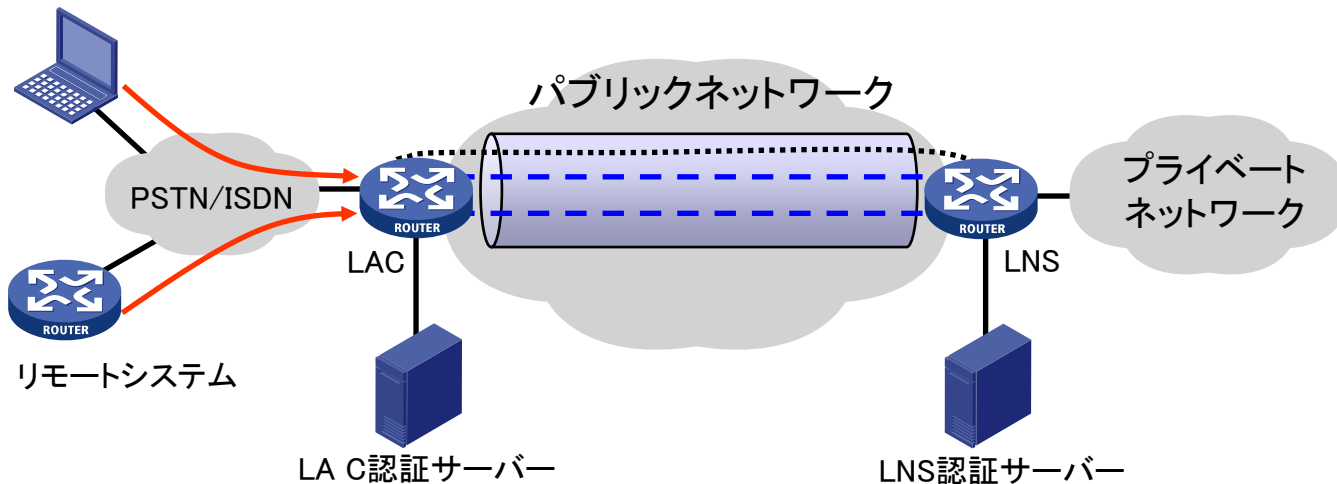 パブリックネットワーク
PSTN/ISDN
ROUTER
ROUTER
プライベート
ネットワーク
LAC
LNS
ROUTER
リモートシステム
LA C認証サーバー
LNS認証サーバー